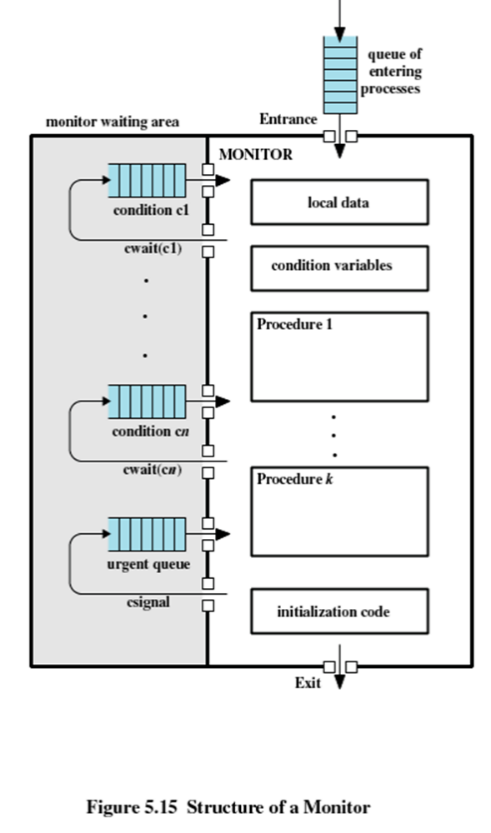 queue of
entering
processes
Entrance
monitor waiting area
MONITOR
condition c1
local data
cwait(c1)
condition variables
Procedure 1
condition cn
cwait(cn)
Procedure k
urgent queue
csignal
initialization code
Exit
Figure 5.15 Structure of a Monitor